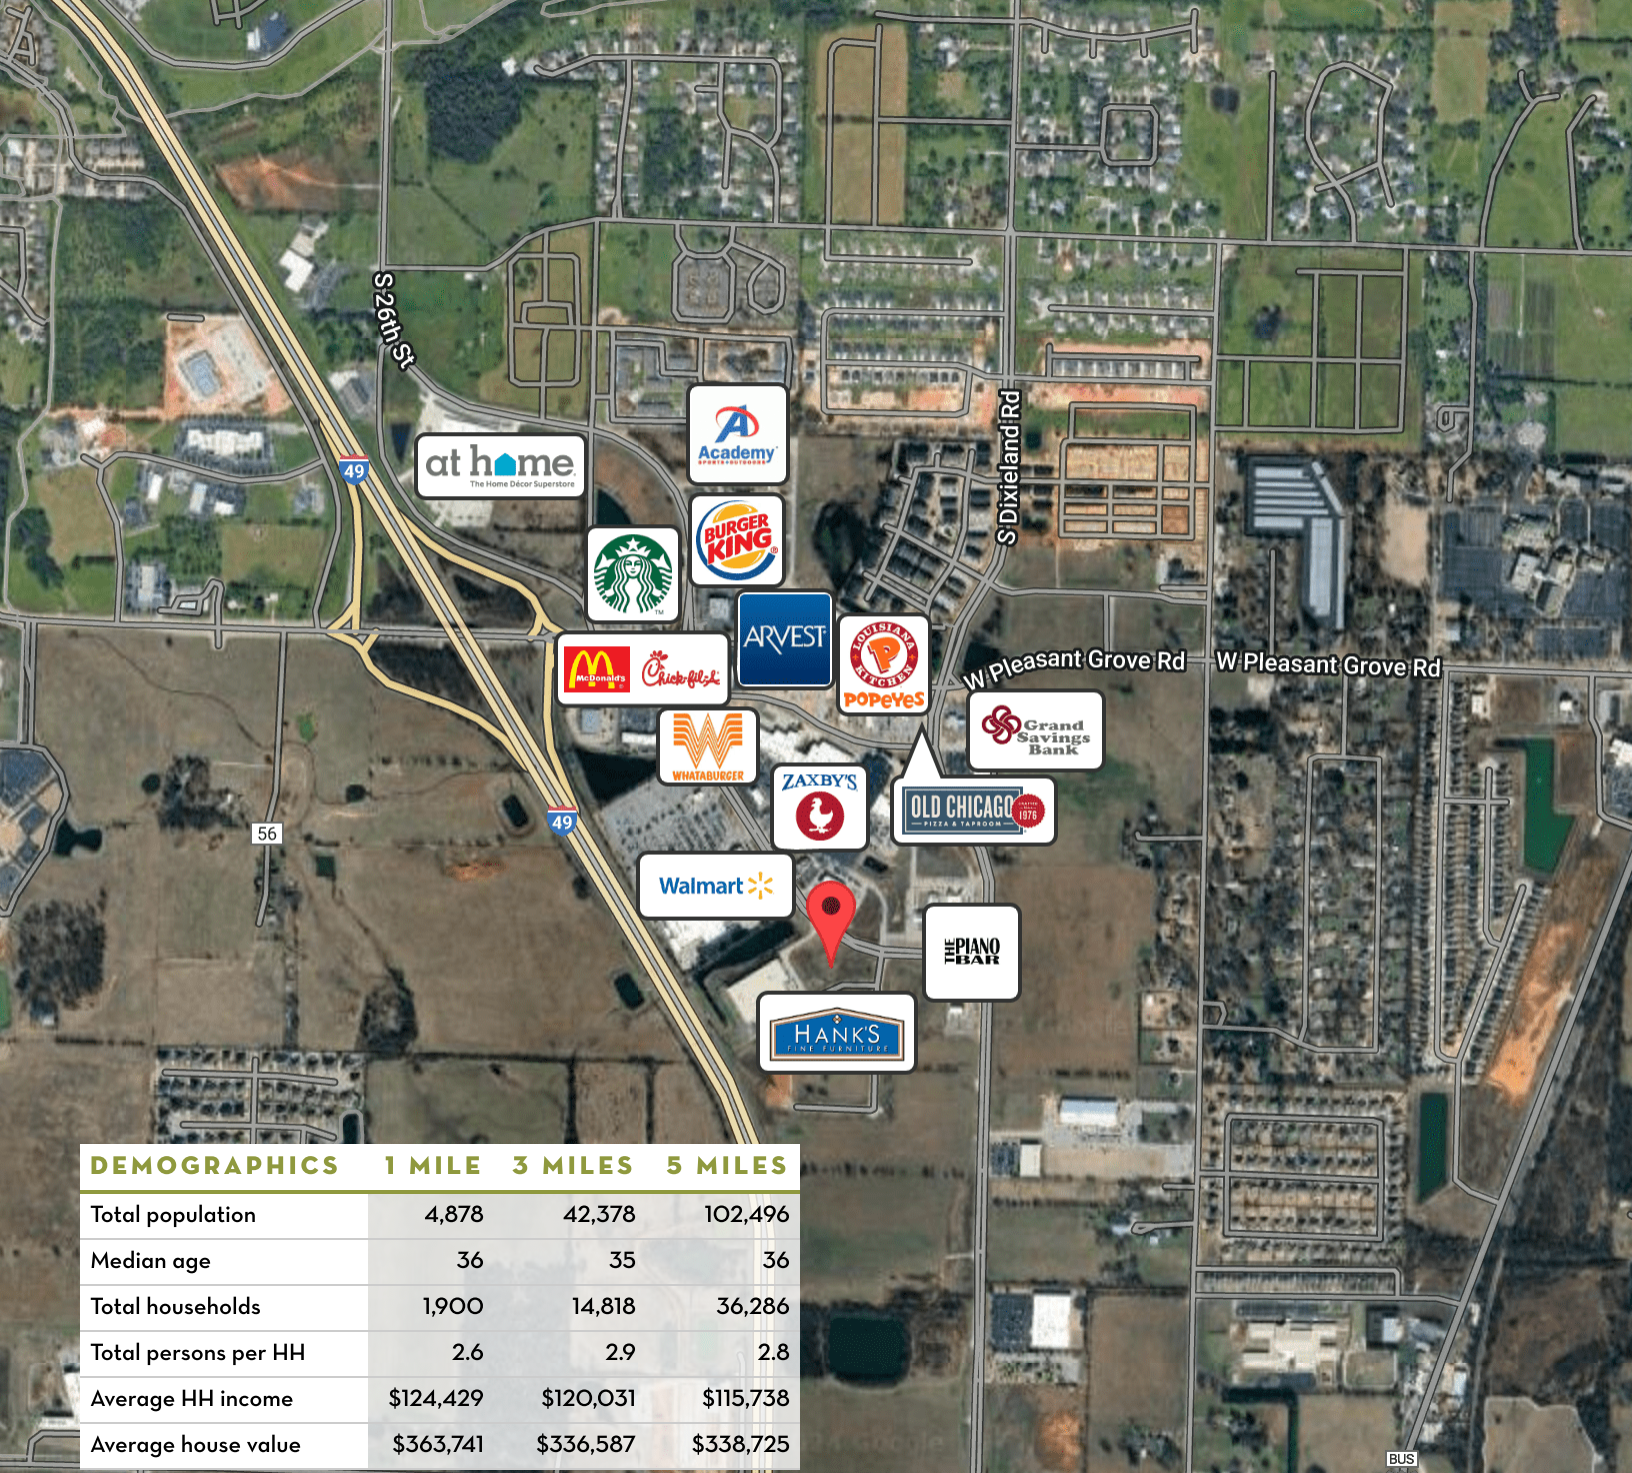 S 26th St
Academy
SPORTS+OUTDOORS
at home
The Home Décor Superstore
49
S Dixieland Rd
BURGER
KING
®
TM
ARVEST
LOUISIANA
KITCHEN
POPEYES
McDonald's
Chick-fil-A
W Pleasant Grove Rd
W Pleasant Grove Rd
Grand
Savings
Bank
WHATABURGER
ZAXBY'S
OLD CHICAGO
PIZZA & TAPROOM
1976
49
56
Walmart
THE PIANO
BAR
HANK'S
FINE FURNITURE
DEMOGRAPHICS 1 MILE 3 MILES 5 MILES
Total population 4,878 42,378 102,496
Median age 36 35 36
Total households 1,900 14,818 36,286
Total persons per HH 2.6 2.9 2.8
Average HH income $124,429 $120,031 $115,738
Average house value $363,741 $336,587 $338,725
BUS